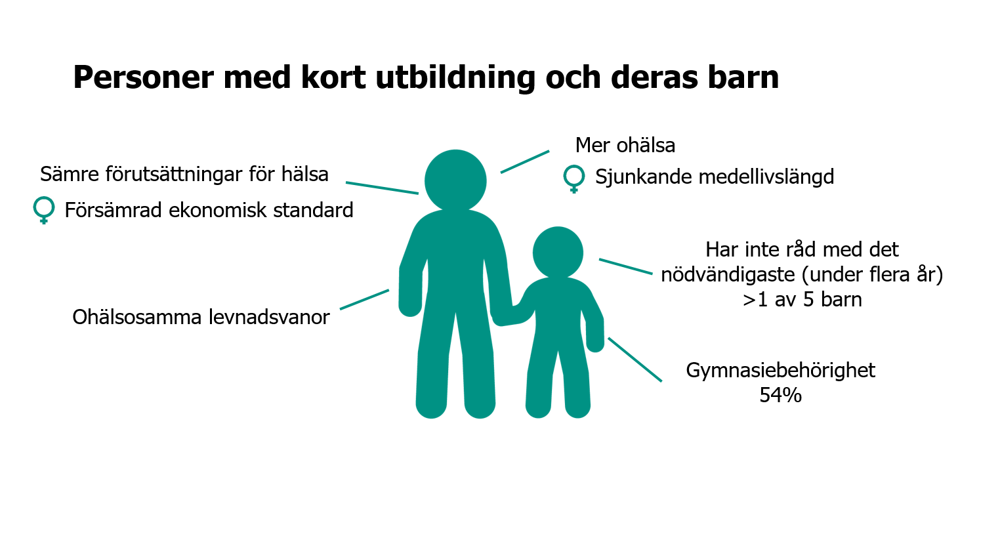 Personer med kort utbildning och deras barn
Sämre förutsättningar för hälsa
Försämrad ekonomisk standard
Ohälsosamma levnadsvanor
Mer ohälsa
Sjunkande medellivslängd
Har inte råd med det
nödvändigaste (under flera år)
>1 av 5 barn
Gymnasiebehörighet
54%